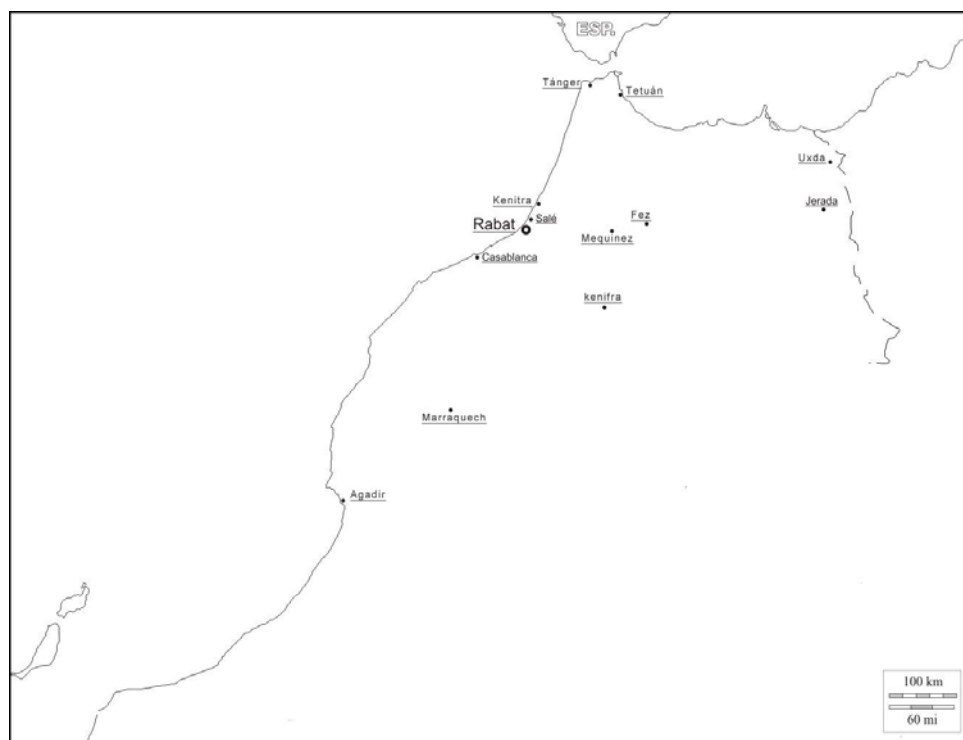 ESP.
Tánger
Tetuán
Uxda
Kenitra
Jerada
Salé
Fez
Rabat
Mequinez
Casablanca
kenifra
Marraquech
Agadir
100 km
60 mi